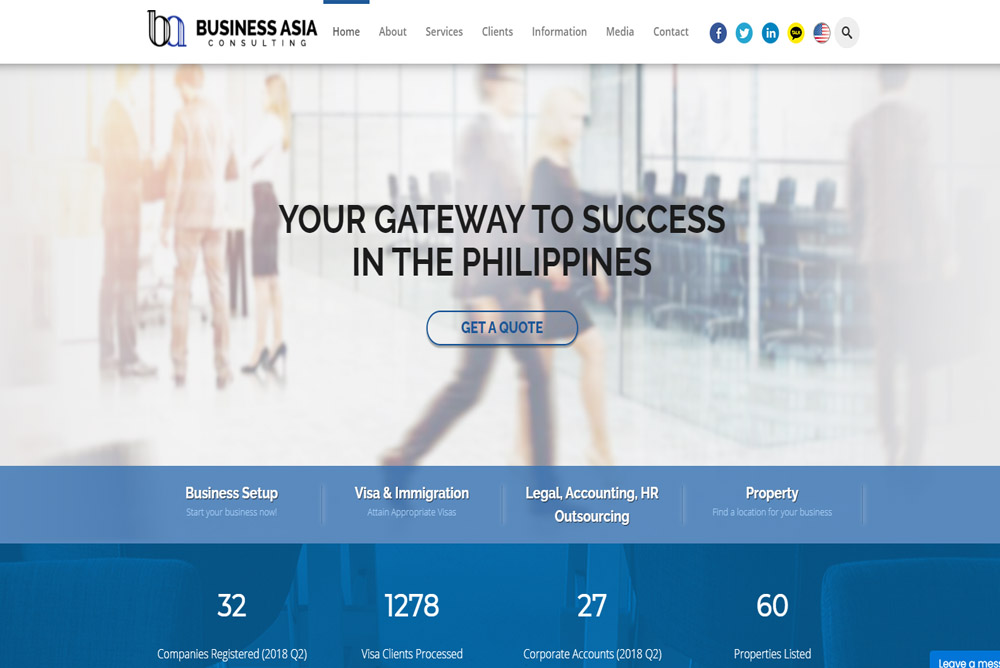 ba BUSINESS ASIA
CONSULTING
Home About Services Clients Information Media Contact
TALK
YOUR GATEWAY TO SUCCESS
IN THE PHILIPPINES
GET A QUOTE
Business Setup
Start your business now!
Visa & Immigration
Attain Appropriate Visas
Legal, Accounting, HR
Outsourcing
Property
Find a location for your business
32
Companies Registered (2018 Q2)
1278
Visa Clients Processed
27
Corporate Accounts (2018 Q2)
60
Properties Listed
Leave a mess